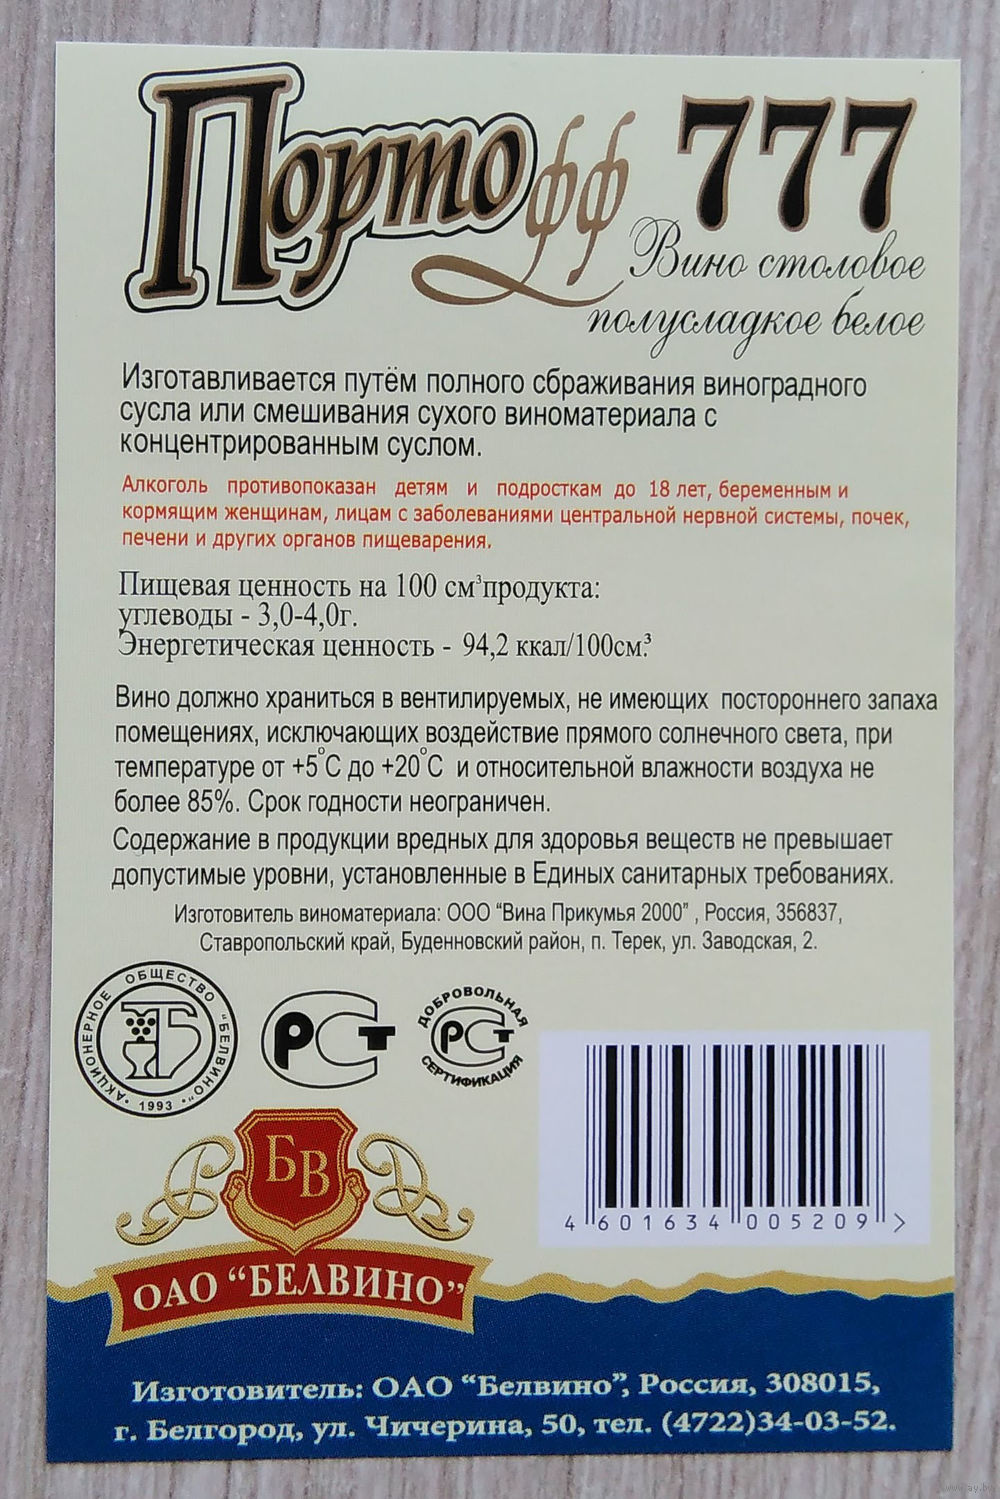 Портофф 777
Вино столовое
полусладкое белое
Изготавливается путём полного сбраживания виноградного
сусла или смешивания сухого виноматериала с
концентрированным суслом.
Алкоголь противопоказан детям и подросткам до 18 лет, беременным и
кормящим женщинам, лицам с заболеваниями центральной нервной системы, почек,
печени и других органов пищеварения.
Пищевая ценность на 100 см³продукта:
углеводы - 3,0-4,0г.
Энергетическая ценность - 94,2 ккал/100см.³
Вино должно храниться в вентилируемых, не имеющих постороннего запаха
помещениях, исключающих воздействие прямого солнечного света, при
температуре от +5°С до +20°С и относительной влажности воздуха не
более 85%. Срок годности неограничен.
Содержание в продукции вредных для здоровья веществ не превышает
допустимые уровни, установленные в Единых санитарных требованиях.
Изготовитель виноматериала: ООО “Вина Прикумья 2000” , Россия, 356837,
Ставропольский край, Буденновский район, п. Терек, ул. Заводская, 2.
•АКЦИОНЕРНОЕ ОБЩЕСТВО “БЕЛВИНО”•
1993
РСТ
ДОБРОВОЛЬНАЯ
РСТ
СЕРТИФИКАЦИЯ
4 601634 005209 >
БВ
ОАО “БЕЛВИНО”
Изготовитель: ОАО “Белвино”, Россия, 308015,
г. Белгород, ул. Чичерина, 50, тел. (4722)34-03-52.
www.ay.by